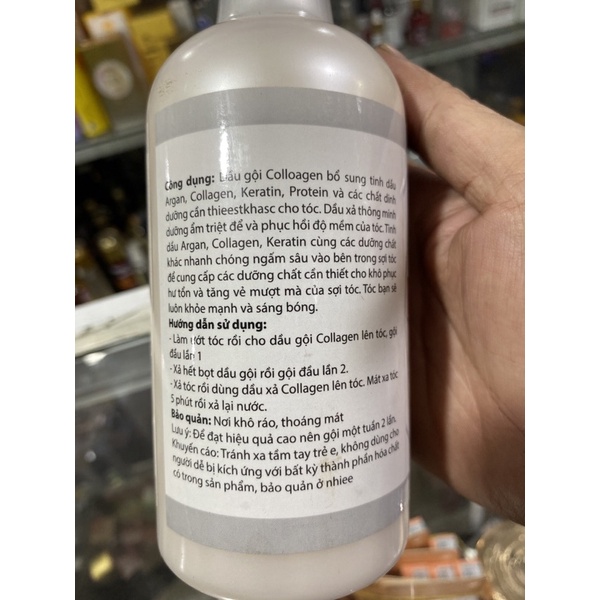 Công dụng: Dầu gội Colloagen bổ sung tinh dầu
Argan, Collagen, Keratin, Protein và các chất dinh
dưỡng cần thieestkhasc cho tóc. Dầu xả thông minh
dưỡng ẩm triệt để và phục hồi độ mềm của tóc. Tinh
dầu Argan, Collagen, Keratin cùng các dưỡng chất
khác nhanh chóng ngấm sâu vào bên trong sợi tóc
để cung cấp các dưỡng chất cần thiết cho khô phục
hư tổn và tăng vẻ mượt mà của sợi tóc. Tóc bạn sẽ
luôn khỏe mạnh và sáng bóng.
Hướng dẫn sử dụng:
- Làm ướt tóc rồi cho dầu gội Collagen lên tóc, gội
đầu lần 1
- Xả hết bọt dầu gội rồi gội đầu lần 2.
- Xả tóc rồi dùng dầu xả Collagen lên tóc. Mát xa tóc
5 phút rồi xả lại nước.
Bảo quản: Nơi khô ráo, thoáng mát
Lưu ý: Để đạt hiệu quả cao nên gội một tuần 2 lần.
Khuyến cáo: Tránh xa tầm tay trẻ e, không dùng cho
người dễ bị kích ứng với bất kỳ thành phần hóa chất
có trong sản phẩm, bảo quản ở nhiee